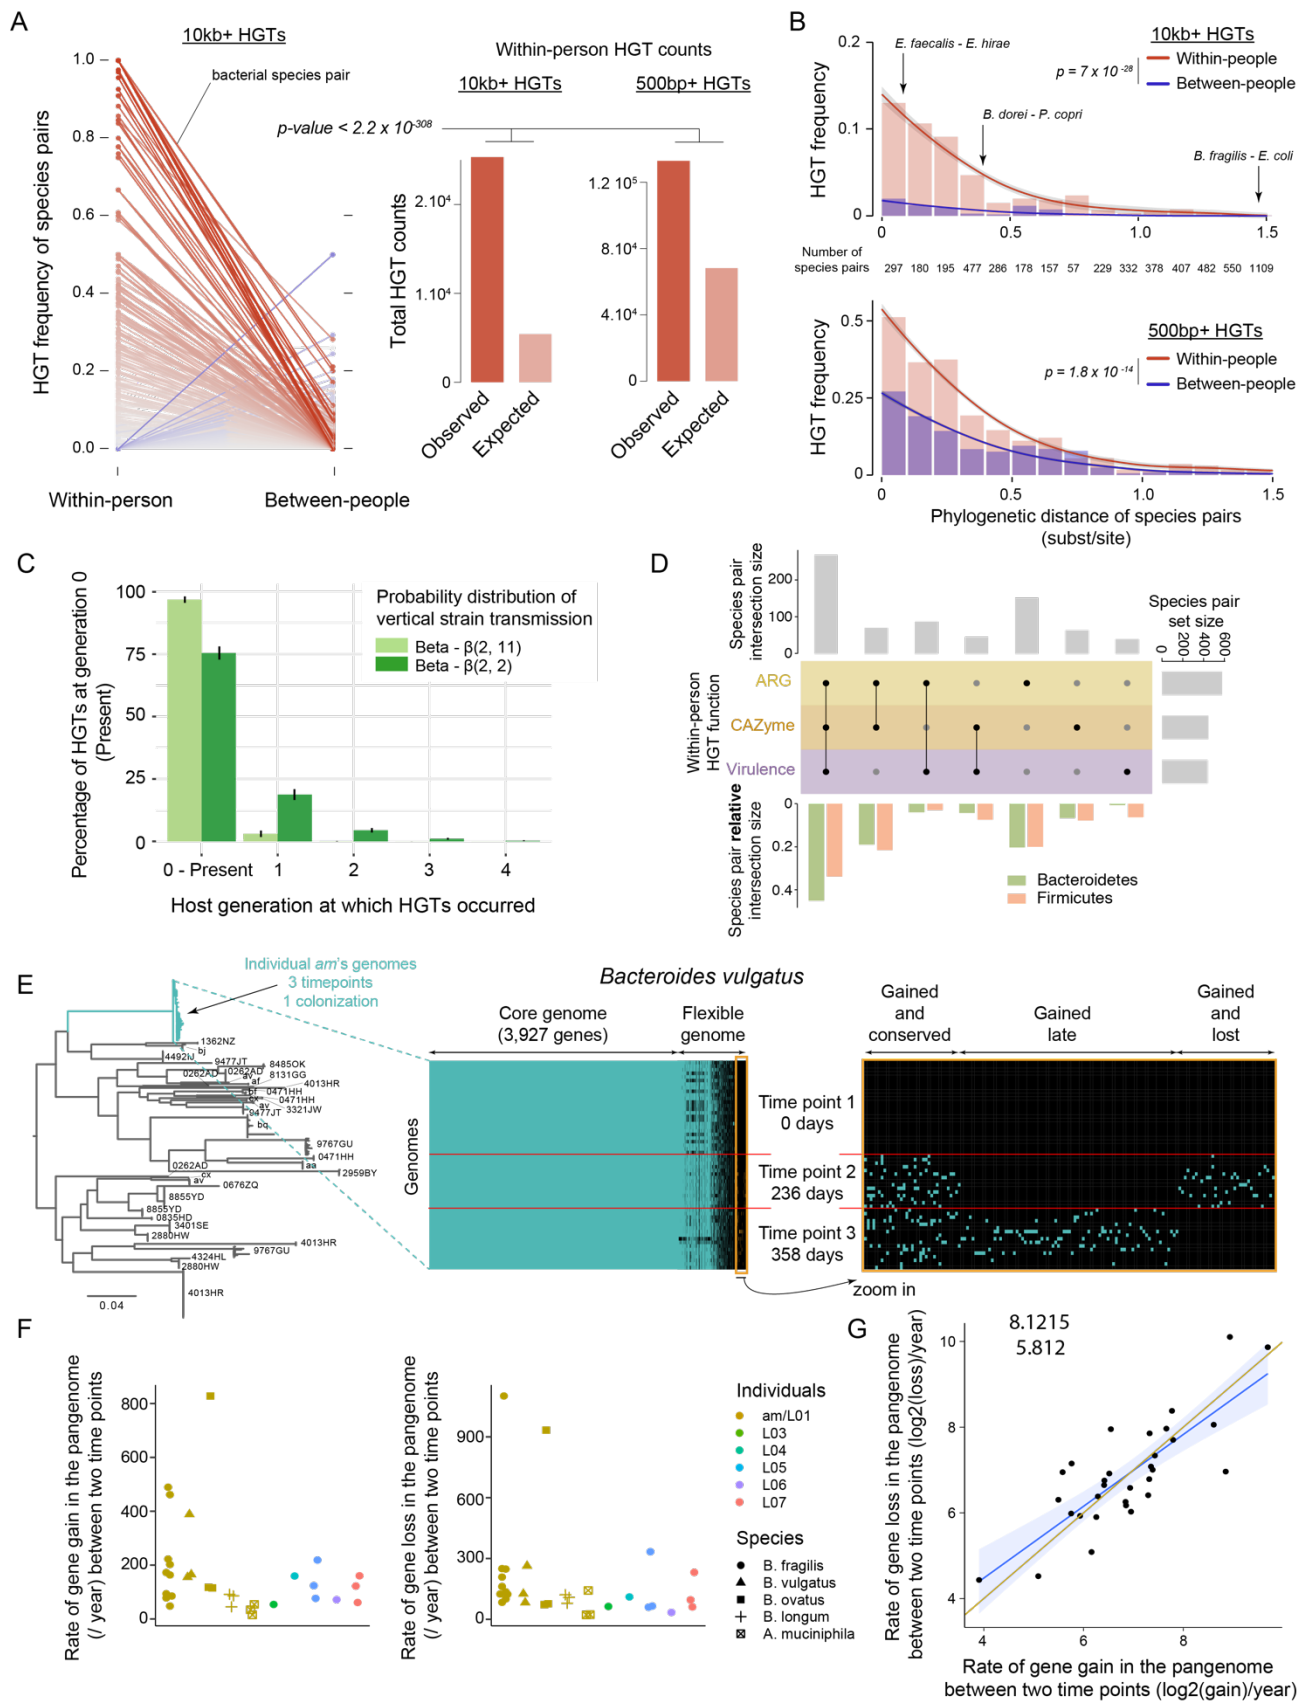 A
10kb+ HGTs
bacterial species pair
HGT frequency of species pairs
1.0
0.8
0.6
0.4
0.2
0.0
Within-person
Between-people
Within-person HGT counts
10kb+ HGTs
500bp+ HGTs
p-value < 2.2 x 10-308
Total HGT counts
2.10⁴
1.10⁴
0
1.2 10⁵
8.10⁴
4.10⁴
0
Observed
Expected
Observed
Expected
B
10kb+ HGTs
Within-people
Between-people
p = 7 x 10 -28
E. faecalis - E. hirae
B. dorei - P. copri
B. fragilis - E. coli
HGT frequency
0.2
0.1
0
0
0.5
1.0
1.5
Number of
species pairs
297 180 195 477 286 178 157 57 229 332 378 407 482 550 1109
500bp+ HGTs
Within-people
Between-people
p = 1.8 x 10 -14
HGT frequency
0.5
0.25
0
0
0.5
1.0
1.5
Phylogenetic distance of species pairs
(subst/site)
C
Percentage of HGTs at generation 0
(Present)
100
75
50
25
0
Probability distribution of
vertical strain transmission
Beta - β(2, 11)
Beta - β(2, 2)
0 - Present
1
2
3
4
Host generation at which HGTs occurred
D
Species pair
intersection size
200
100
0
Species pair
set size
0
200
400
600
Within-person
HGT function
ARG
CAZyme
Virulence
Species pair relative
intersection size
0
0.2
0.4
Bacteroidetes
Firmicutes
E
Individual am's genomes
3 timepoints
1 colonization
1362NZ
bj
4492IJ
9477JT
8485OK
0262AD
0262AD
av
8131GG
af
4013HR
bf
0471HH
cx
0471HH
av
3321JW
9477JT
bq
9767GU
0471HH
aa
0262AD
2959BY
cx
av
0676ZQ
8855YD
8855YD
0835HD
3401SE
2880HW
4013HR
9767GU
4324HL
2880HW
4013HR
0.04
Bacteroides vulgatus
Core genome
(3,927 genes)
Flexible
genome
Genomes
Time point 1
0 days
Time point 2
236 days
Time point 3
358 days
zoom in
Gained
and
conserved
Gained
late
Gained
and
lost
F
Rate of gene gain in the pangenome
(/ year) between two time points
800
600
400
200
0
Rate of gene loss in the pangenome
(/ year) between two time points
900
600
300
0
Individuals
am/L01
L03
L04
L05
L06
L07
Species
B. fragilis
B. vulgatus
B. ovatus
B. longum
A. muciniphila
G
8.1215
5.812
Rate of gene loss in the pangenome
between two time points (log2(loss)/year)
10
8
6
4
4
6
8
Rate of gene gain in the pangenome
between two time points (log2(gain)/year)